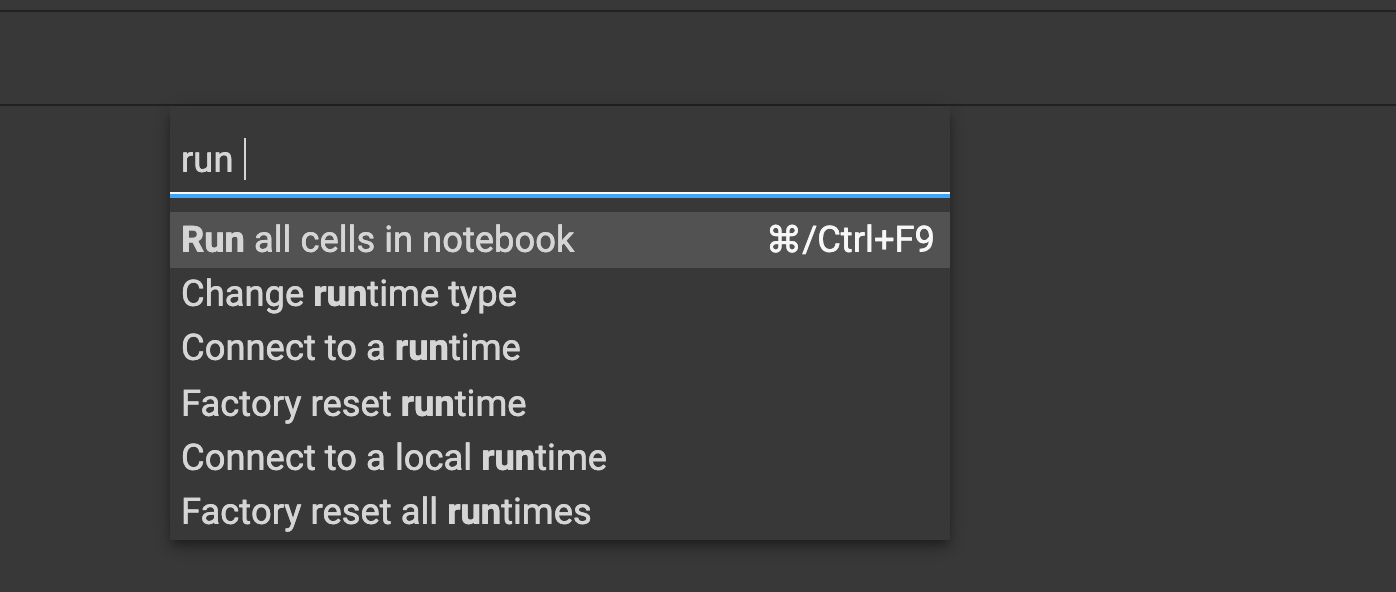 run
Run all cells in notebook ⌘/Ctrl+F9
Change runtime type
Connect to a runtime
Factory reset runtime
Connect to a local runtime
Factory reset all runtimes